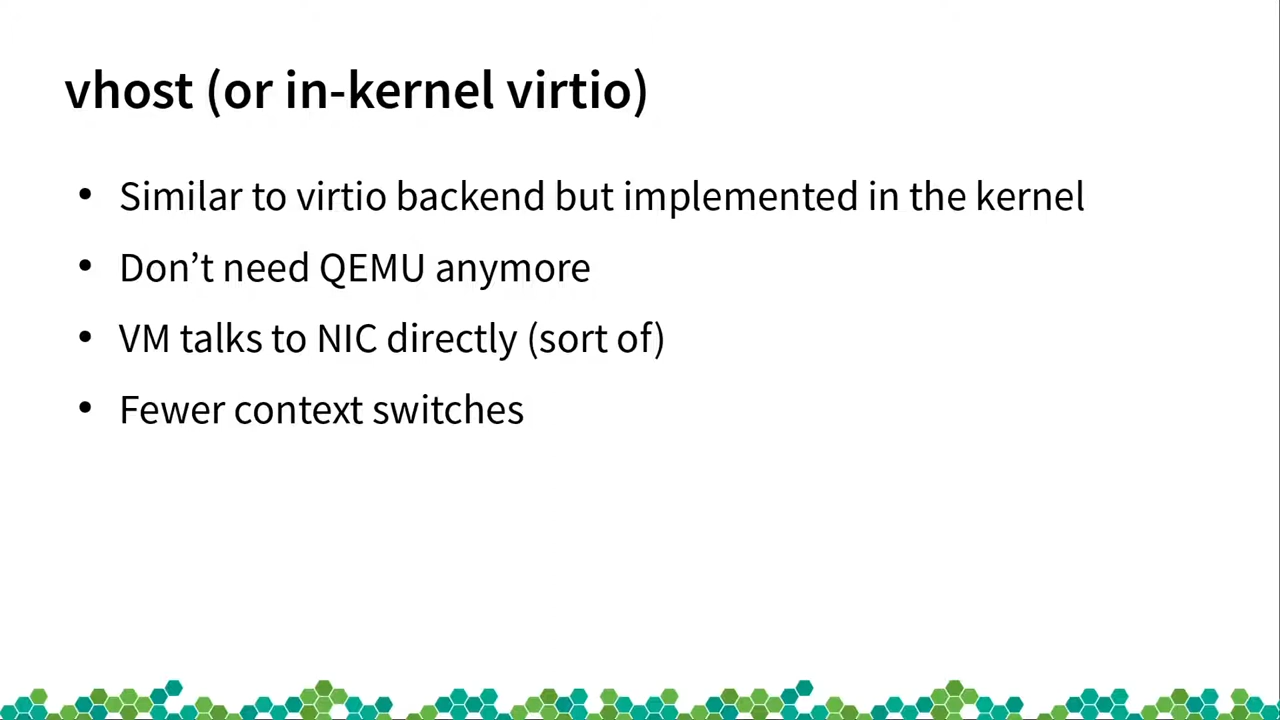 vhost (or in-kernel virtio)
• Similar to virtio backend but implemented in the kernel
• Don’t need QEMU anymore
• VM talks to NIC directly (sort of)
• Fewer context switches